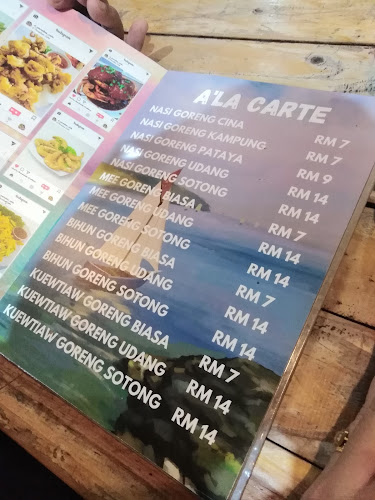 A'LA CARTE
NASI GORENG CINA RM 7
NASI GORENG KAMPUNG RM 7
NASI GORENG PATAYA RM 9
NASI GORENG UDANG RM 14
NASI GORENG SOTONG RM 14
MEE GORENG BIASA RM 7
MEE GORENG UDANG RM 14
MEE GORENG SOTONG RM 14
BIHUN GORENG BIASA RM 7
BIHUN GORENG UDANG RM 14
BIHUN GORENG SOTONG RM 14
KUEWTIAW GORENG BIASA RM 7
KUEWTIAW GORENG UDANG RM 14
KUEWTIAW GORENG SOTONG RM 14